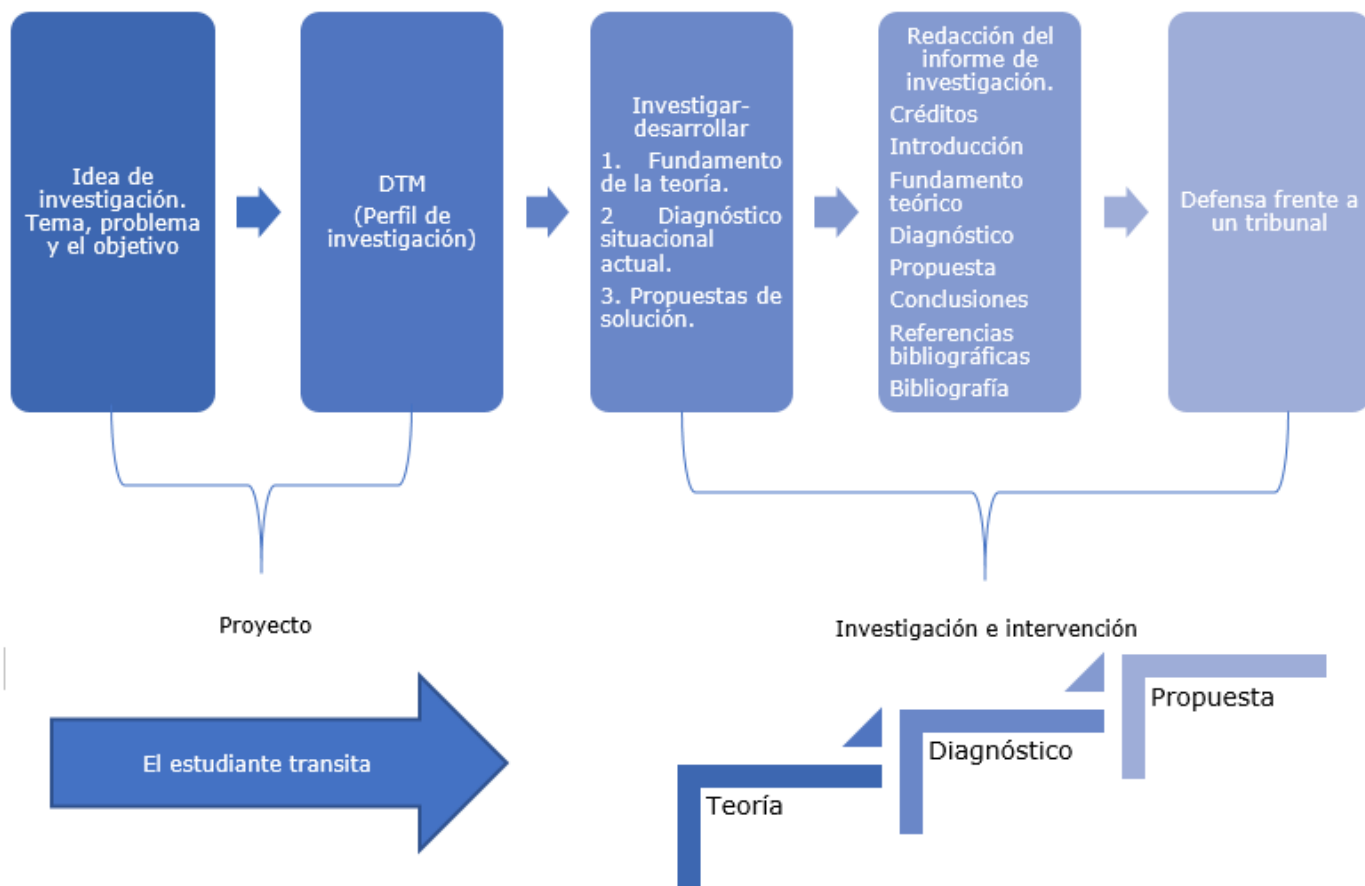 Idea de
investigación.
Tema, problema
y el objetivo
DTM
(Perfil de
investigación)
Investigar-
desarrollar
1. Fundamento
de la teoría.
2 Diagnóstico
situacional
actual.
3. Propuestas de
solución.
Redacción del
informe de
investigación.
Créditos
Introducción
Fundamento
teórico
Diagnóstico
Propuesta
Conclusiones
Referencias
bibliográficas
Bibliografía
Defensa frente a
un tribunal
Proyecto
Investigación e intervención
El estudiante transita
Teoría
Diagnóstico
Propuesta